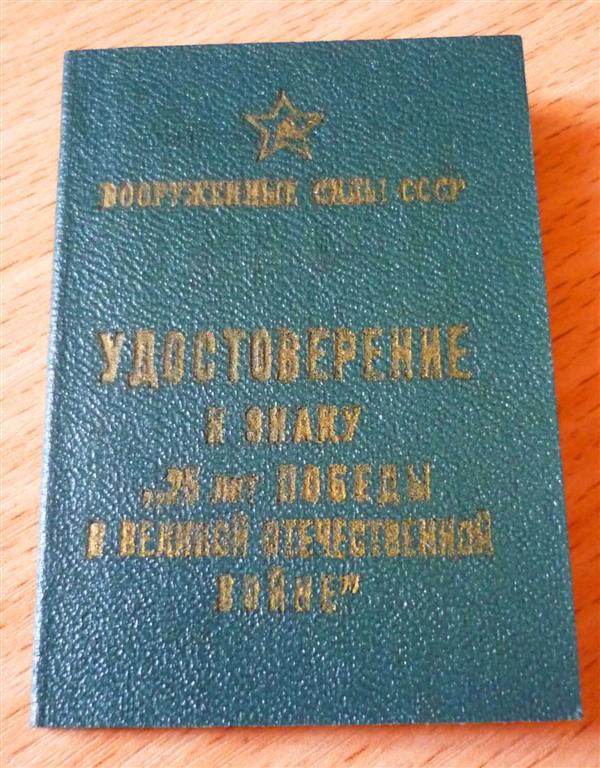 ВООРУЖЕННЫЕ СИЛЫ СССР
УДОСТОВЕРЕНИЕ
К ЗНАКУ
„25 лет ПОБЕДЫ
В ВЕЛИКОЙ ОТЕЧЕСТВЕННОЙ
ВОЙНЕ"